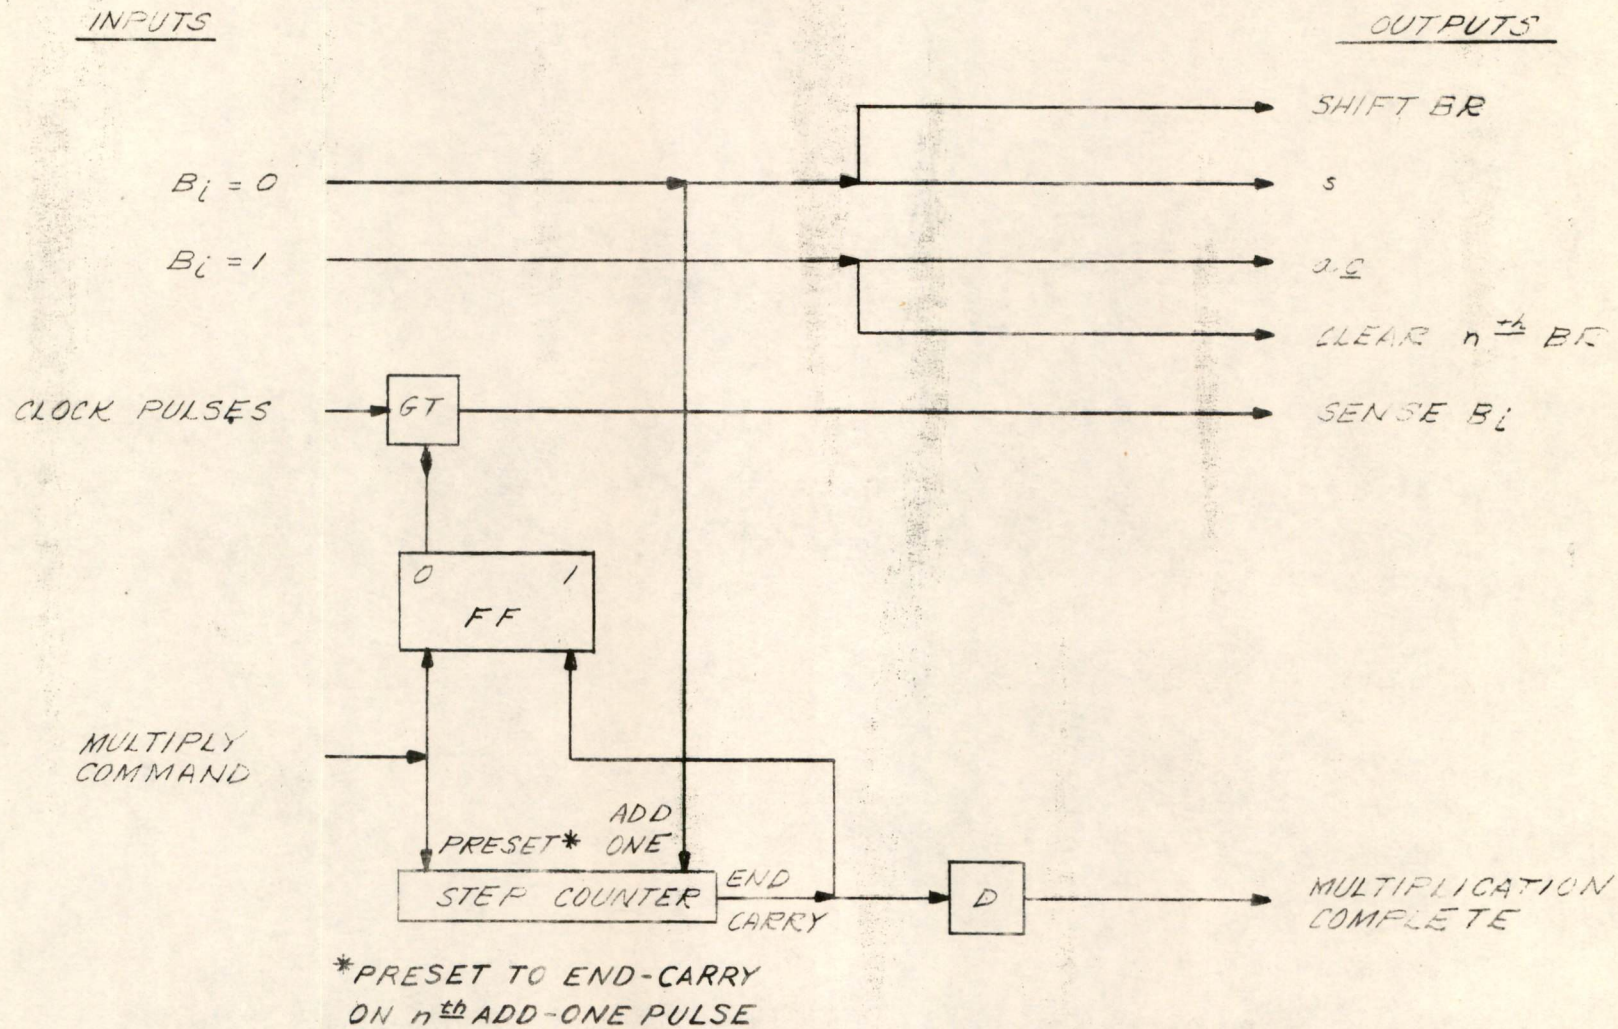 INPUTS
OUTPUTS
SHIFT BR
Bi = 0
s
Bi = 1
a, c
CLEAR nth BR
CLOCK PULSES
GT
SENSE Bi
0 1
FF
MULTIPLY
COMMAND
ADD
PRESET* ONE
STEP COUNTER
END
CARRY
D
MULTIPLICATION
COMPLETE
*PRESET TO END-CARRY
ON nth ADD-ONE PULSE